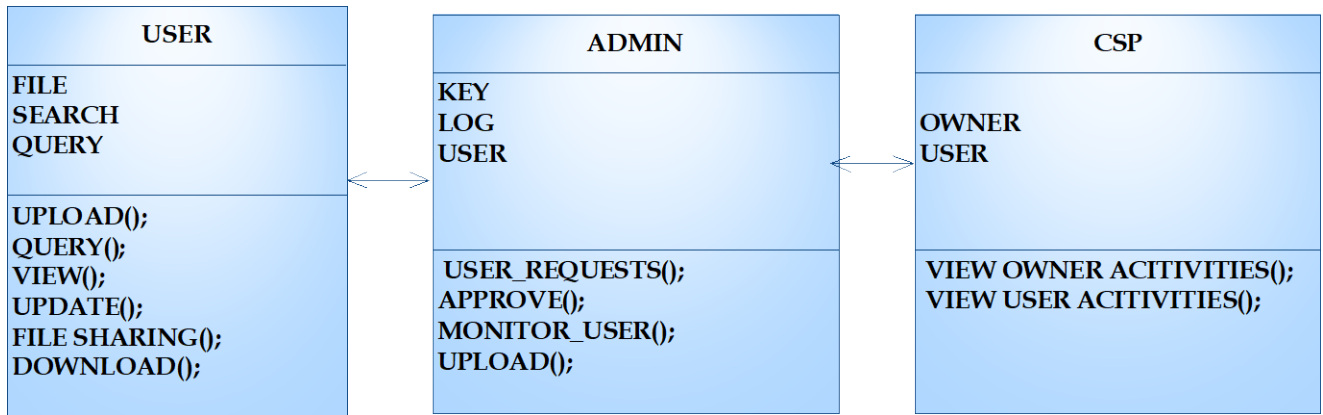 USER
FILE
SEARCH
QUERY
UPLOAD();
QUERY();
VIEW();
UPDATE();
FILE SHARING();
DOWNLOAD();
ADMIN
KEY
LOG
USER
USER_REQUESTS();
APPROVE();
MONITOR_USER();
UPLOAD();
CSP
OWNER
USER
VIEW OWNER ACITIVITIES();
VIEW USER ACITIVITIES();